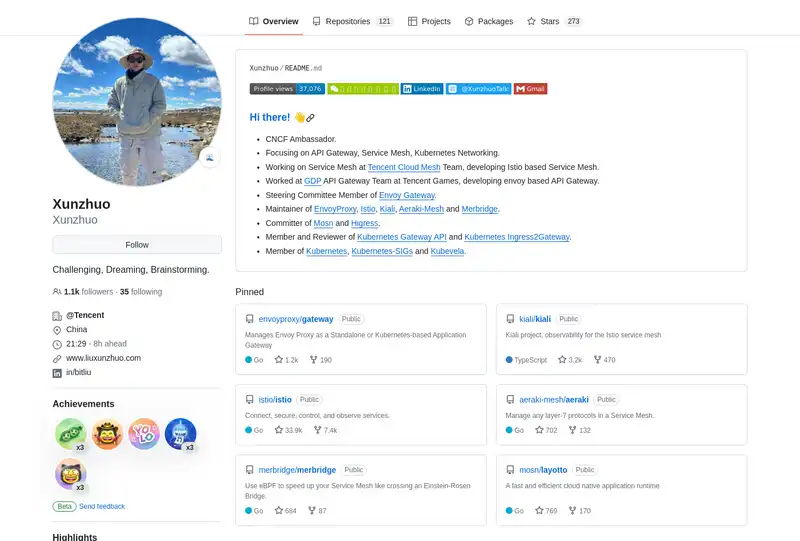 Overview
Repositories 121
Projects
Packages
Stars 273
Xunzhuo
Xunzhuo
Follow
Challenging, Dreaming, Brainstorming.
1.1k followers · 35 following
@Tencent
China
21:29 - 8h ahead
www.liuxunzhuo.com
in/bitliu
Achievements
x3
YOLO
x3
x3
Beta Send feedback
Highlights
Xunzhuo/README.md
Profile views 37,076
LinkedIn
@XunzhuoTalk
Gmail
Hi there! 👋
• CNCF Ambassador.
• Focusing on API Gateway, Service Mesh, Kubernetes Networking.
• Working on Service Mesh at Tencent Cloud Mesh Team, developing Istio based Service Mesh.
• Worked at GDP API Gateway Team at Tencent Games, developing envoy based API Gateway.
• Steering Committee Member of Envoy Gateway.
• Maintainer of EnvoyProxy, Istio, Kiali, Aeraki-Mesh and Merbridge.
• Committer of Mosn and Higress.
• Member and Reviewer of Kubernetes Gateway API and Kubernetes Ingress2Gateway.
• Member of Kubernetes, Kubernetes-SIGs and Kubevela.
Pinned
envoyproxy/gateway Public
Manages Envoy Proxy as a Standalone or Kubernetes-based Application
Gateway
Go 1.2k 190
kiali/kiali Public
Kiali project, observability for the Istio service mesh
TypeScript 3.2k 470
istio/istio Public
Connect, secure, control, and observe services.
Go 33.9k 7.4k
aeraki-mesh/aeraki Public
Manage any layer-7 protocols in a Service Mesh.
Go 702 132
merbridge/merbridge Public
Use eBPF to speed up your Service Mesh like crossing an Einstein-Rosen
Bridge.
Go 684 87
mosn/layotto Public
A fast and efficient cloud native application runtime
Go 769 170